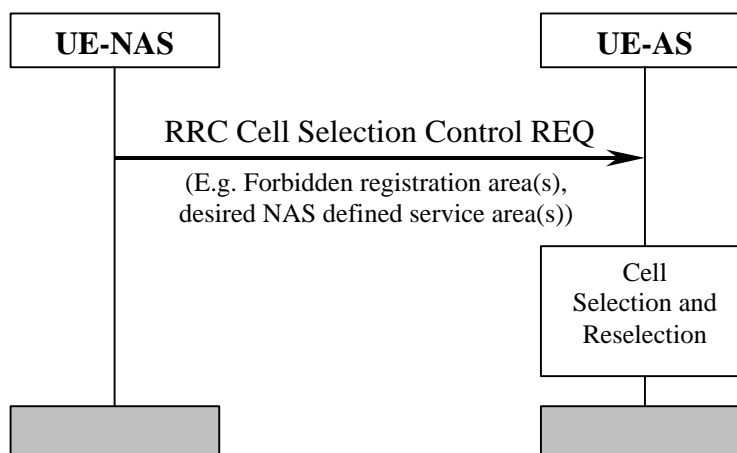 UE-NAS
UE-AS
RRC Cell Selection Control REQ
(E.g. Forbidden registration area(s),
desired NAS defined service area(s))
Cell
Selection and
Reselection